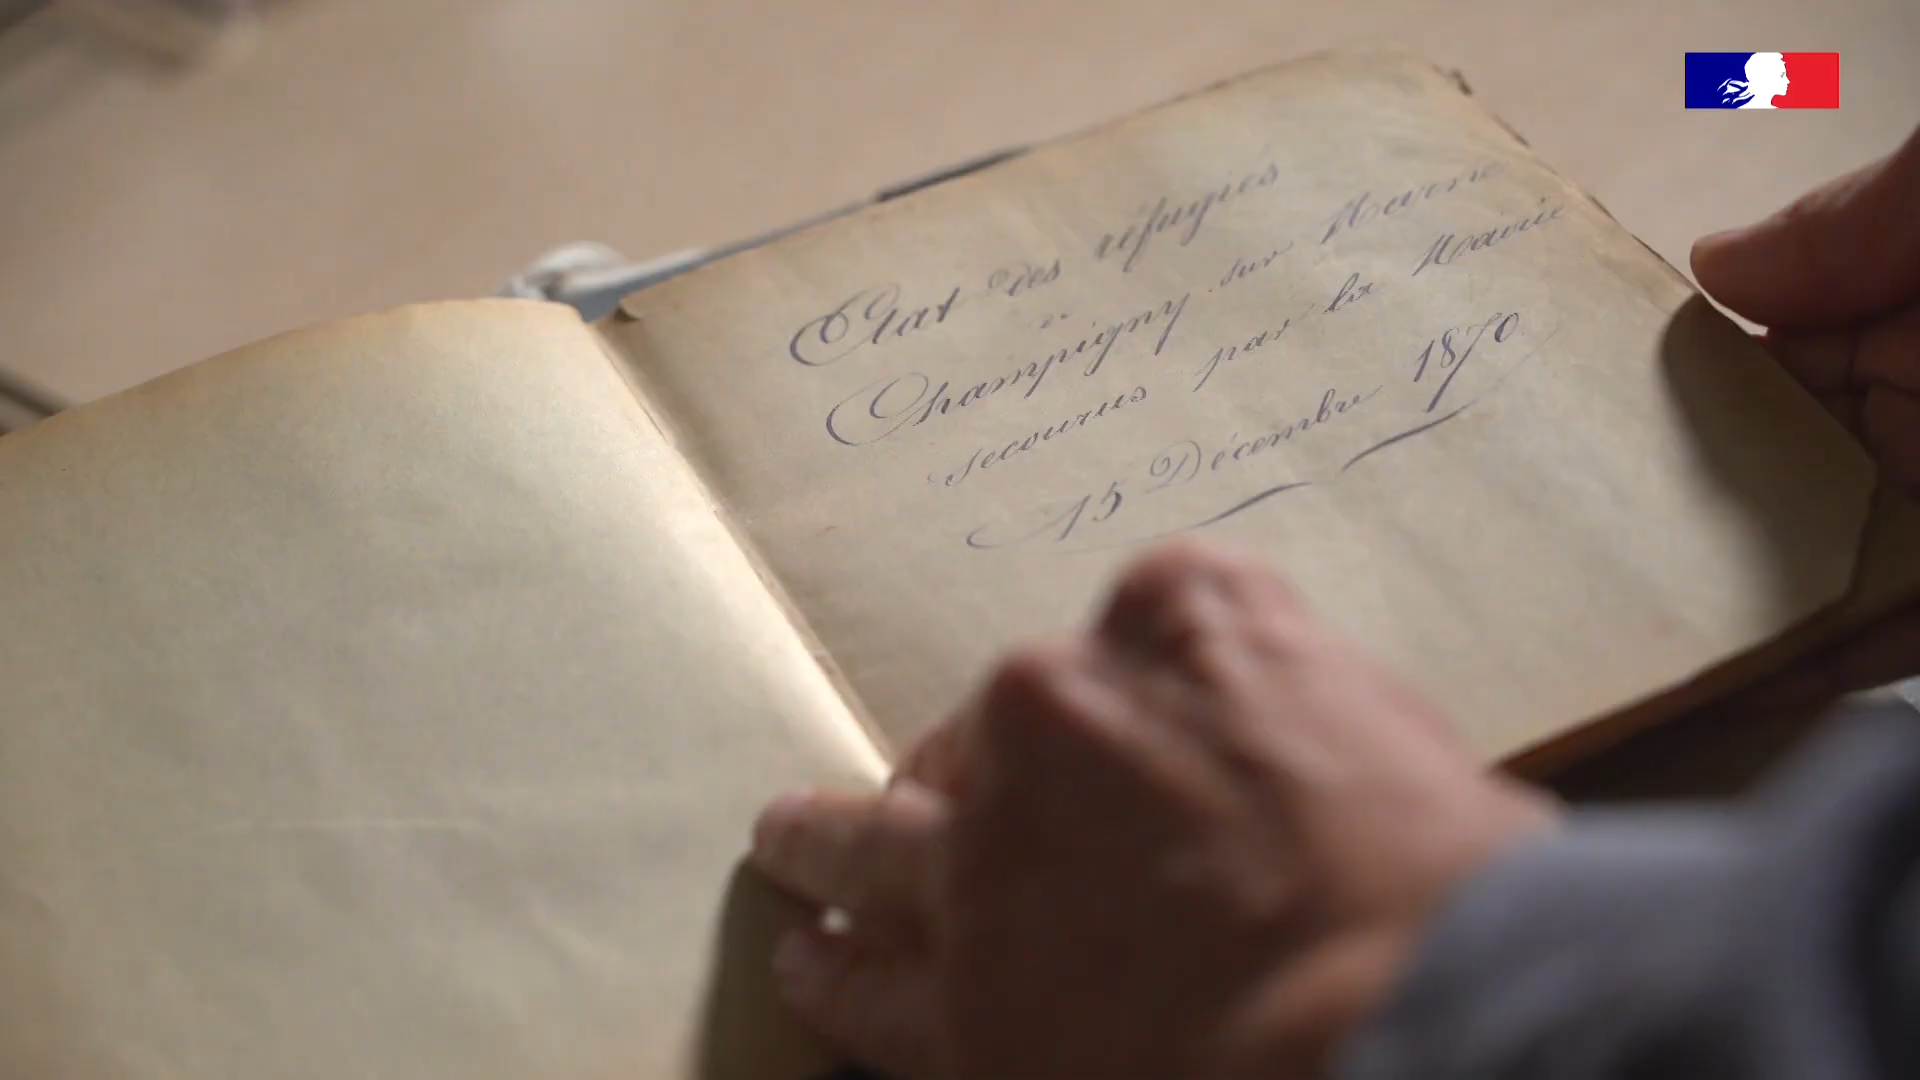 Etat des réfugiés
à
Champigny sur Marne
secourus par la Mairie
15 Décembre 1870